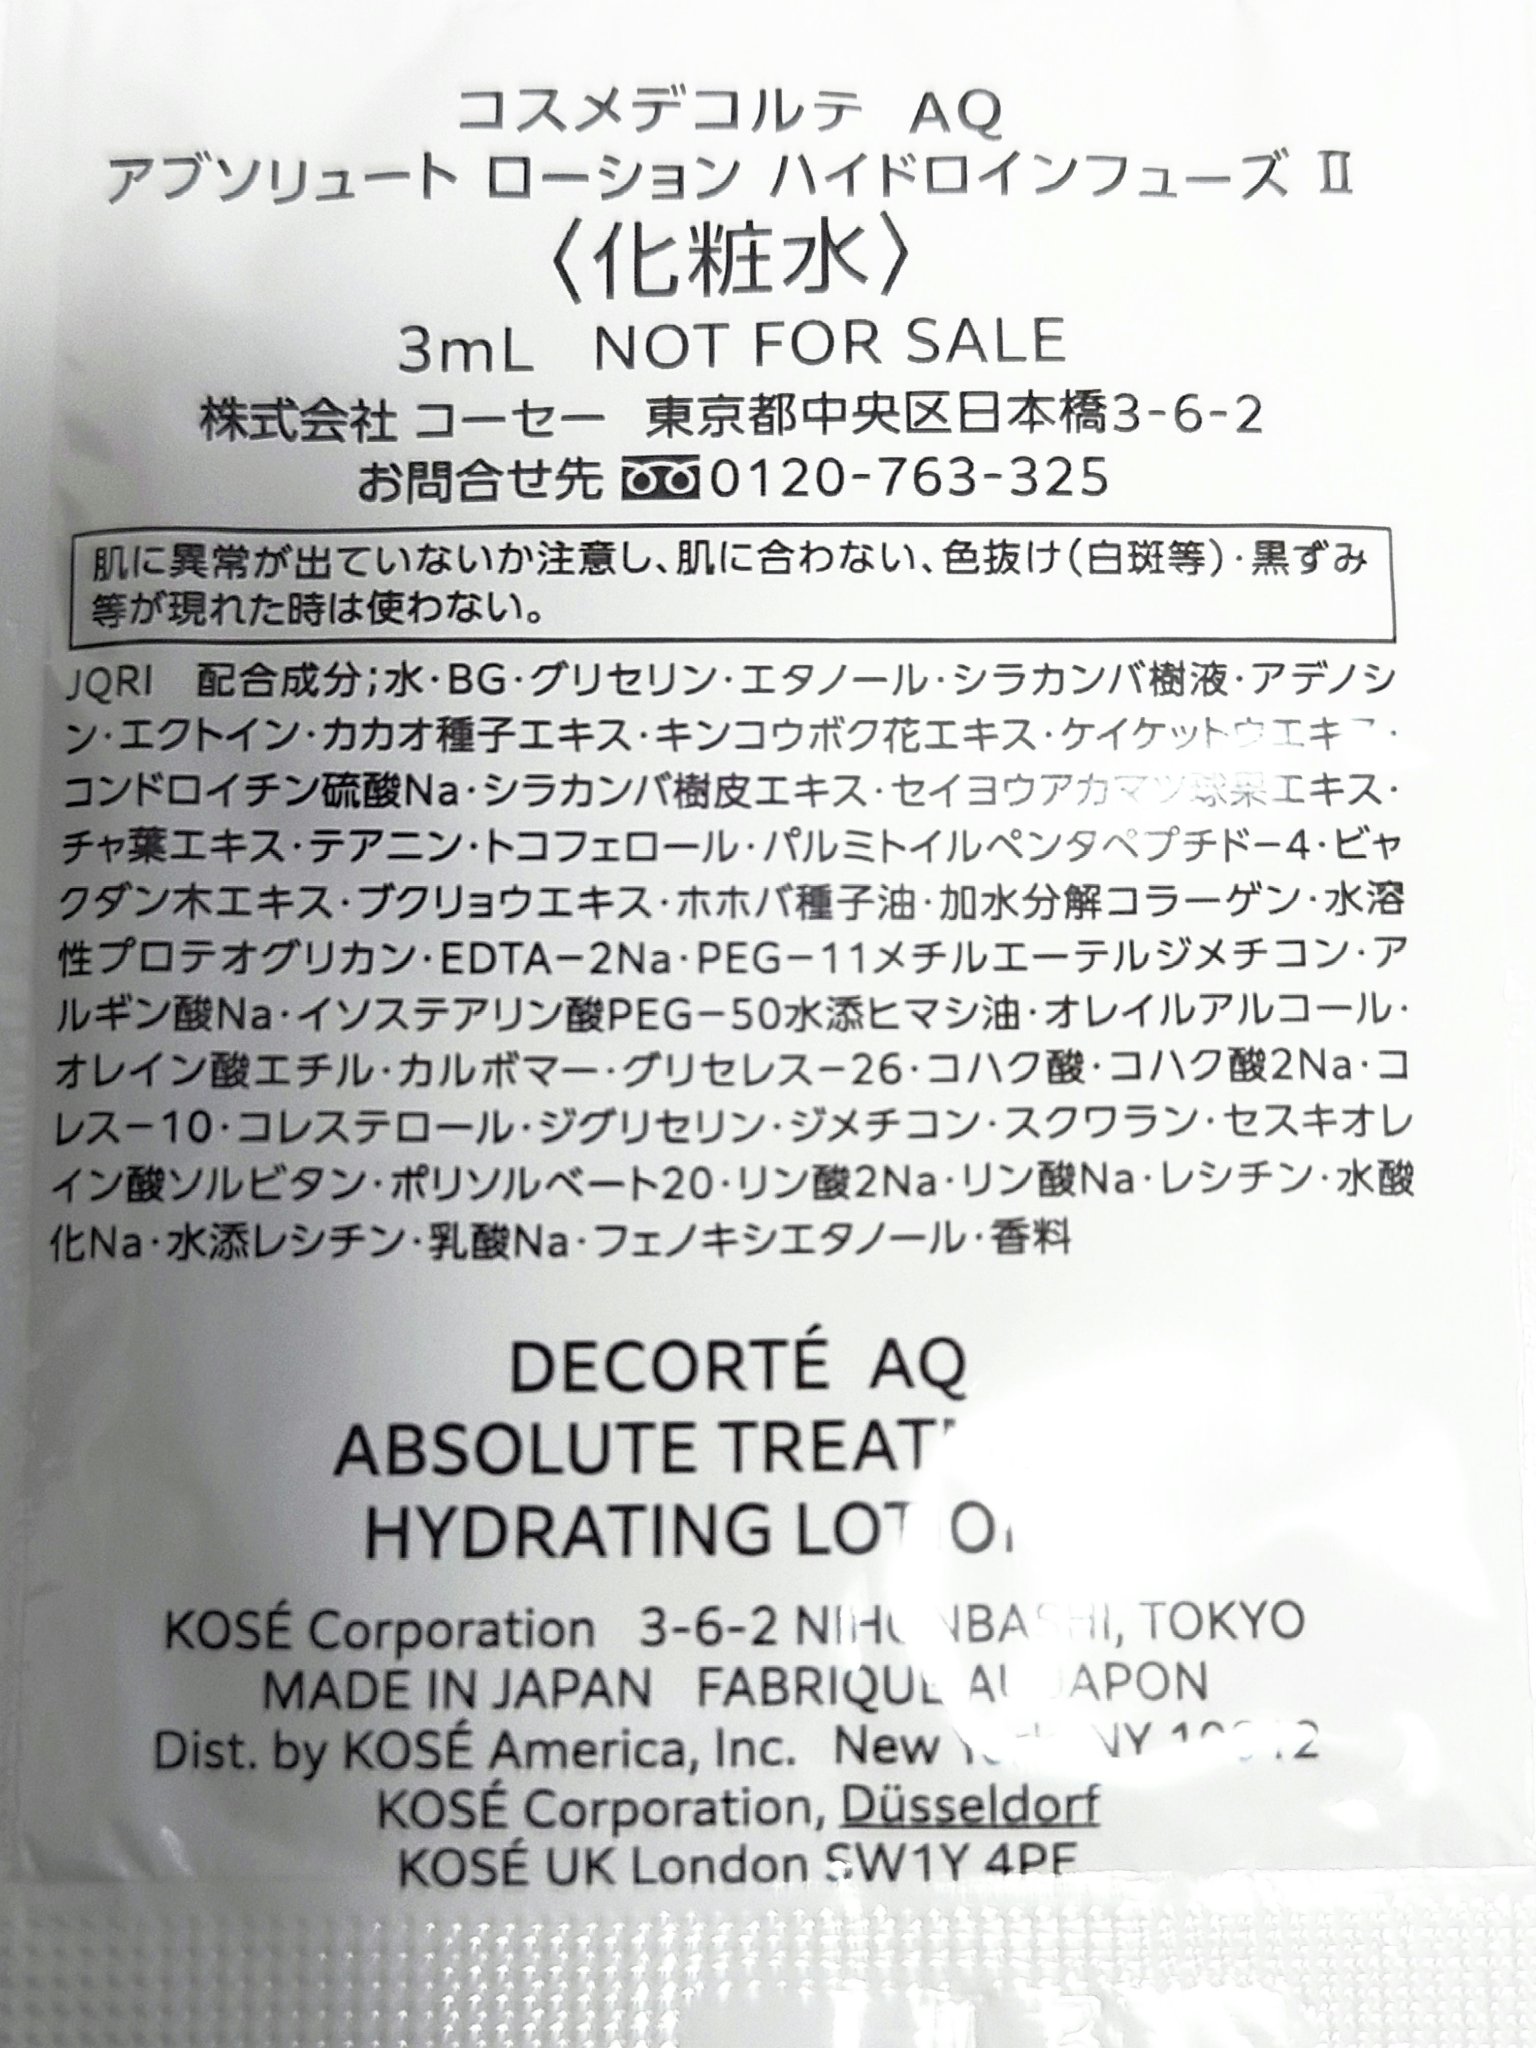 コスメデコルテ AQ
アブソリュート ローション ハイドロインフューズ Ⅱ
〈化粧水〉
3mL NOT FOR SALE
株式会社 コーセー 東京都中央区日本橋3-6-2
お問合せ先 0120-763-325
肌に異常が出ていないか注意し、肌に合わない、色抜け(白斑等)・黒ずみ
等が現れた時は使わない。
JQRI 配合成分;水・BG・グリセリン・エタノール・シラカンバ樹液・アデノシ
ン・エクトイン・カカオ種子エキス・キンコウボク花エキス・ケイケットウエキス・
コンドロイチン硫酸Na・シラカンバ樹皮エキス・セイヨウアカマツ球果エキス・
チャ葉エキス・テアニン・トコフェロール・パルミトイルペンタペプチド−4・ビャ
クダン木エキス・ブクリョウエキス・ホホバ種子油・加水分解コラーゲン・水溶
性プロテオグリカン・EDTA−2Na・PEG−11メチルエーテルジメチコン・ア
ルギン酸Na・イソステアリン酸PEG−50水添ヒマシ油・オレイルアルコール・
オレイン酸エチル・カルボマー・グリセレス−26・コハク酸・コハク酸2Na・コ
レス−10・コレステロール・ジグリセリン・ジメチコン・スクワラン・セスキオレ
イン酸ソルビタン・ポリソルベート20・リン酸2Na・リン酸Na・レシチン・水酸
化Na・水添レシチン・乳酸Na・フェノキシエタノール・香料
DECORTÉ AQ
ABSOLUTE
HYDRATING LOTION
KOSÉ Corporation 3-6-2 NIHONBASHI, TOKYO
MADE IN JAPAN FABRIQUÉ AU JAPON
Dist. by KOSÉ America, Inc. New York NY
KOSÉ Corporation, Düsseldorf
KOSÉ UK London SW1Y